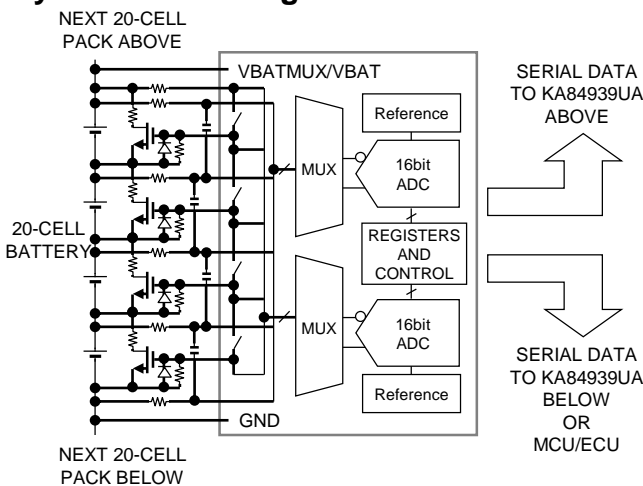 NEXT 20-CELL
PACK ABOVE
VBATMUX/VBAT
SERIAL DATA
TO KA84939UA
ABOVE
Reference
MUX
16bit
ADC
20-CELL
BATTERY
REGISTERS
AND
CONTROL
MUX
16bit
ADC
Reference
SERIAL DATA
TO KA84939UA
BELOW
OR
MCU/ECU
GND
NEXT 20-CELL
PACK BELOW